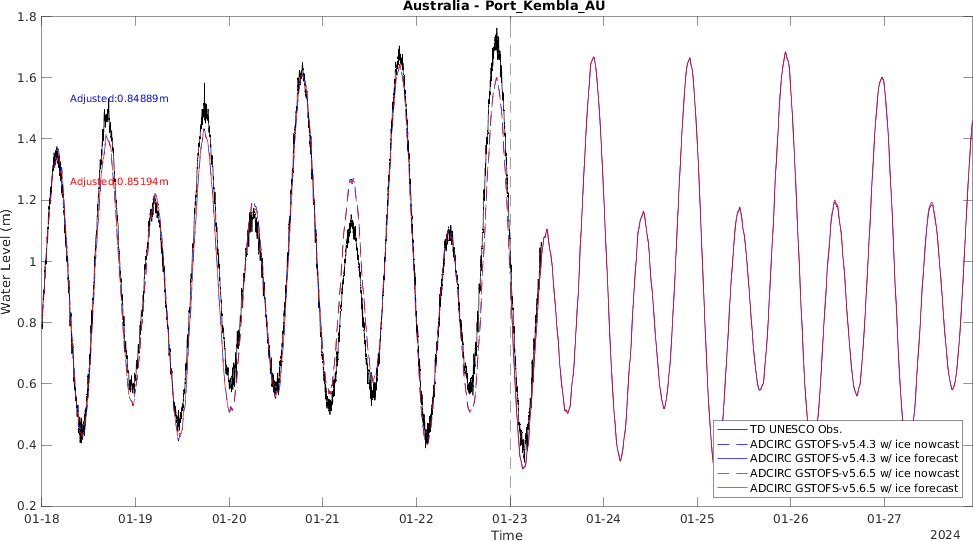 Australia - Port_Kembla_AU
1.8
1.6
1.4
1.2
1
0.8
0.6
0.4
0.2
Water Level (m)
Adjusted:0.84889m
Adjusted:0.85194m
TD UNESCO Obs.
ADCIRC GSTOFS-v5.4.3 w/ ice nowcast
ADCIRC GSTOFS-v5.4.3 w/ ice forecast
ADCIRC GSTOFS-v5.6.5 w/ ice nowcast
ADCIRC GSTOFS-v5.6.5 w/ ice forecast
01-18 01-19 01-20 01-21 01-22 01-23 01-24 01-25 01-26 01-27
Time
2024